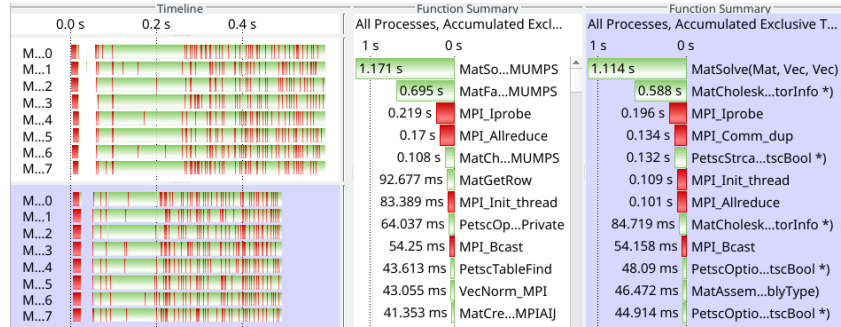 Timeline
0.0 s 0.2 s 0.4 s
M...0
M...1
M...2
M...3
M...4
M...5
M...6
M...7
M...0
M...1
M...2
M...3
M...4
M...5
M...6
M...7
Function Summary
All Processes, Accumulated Excl...
1 s 0 s
1.171 s MatSo...MUMPS
0.695 s MatFa...MUMPS
0.219 s MPI_Iprobe
0.17 s MPI_Allreduce
0.108 s MatCh...MUMPS
92.677 ms MatGetRow
83.389 ms MPI_Init_thread
64.037 ms PetscOp...Private
54.25 ms MPI_Bcast
43.613 ms PetscTableFind
43.055 ms VecNorm_MPI
41.353 ms MatCre...MPIAIJ
Function Summary
All Processes, Accumulated Exclusive T...
1 s 0 s
1.114 s MatSolve(Mat, Vec, Vec)
0.588 s MatCholesk...torInfo *)
0.196 s MPI_Iprobe
0.134 s MPI_Comm_dup
0.132 s PetscStrca...tscBool *)
0.109 s MPI_Init_thread
0.101 s MPI_Allreduce
84.719 ms MatCholesk...torInfo *)
54.158 ms MPI_Bcast
48.09 ms PetscOptio...tscBool *)
46.472 ms MatAssem...blyType)
44.914 ms PetscOptio...tscBool *)